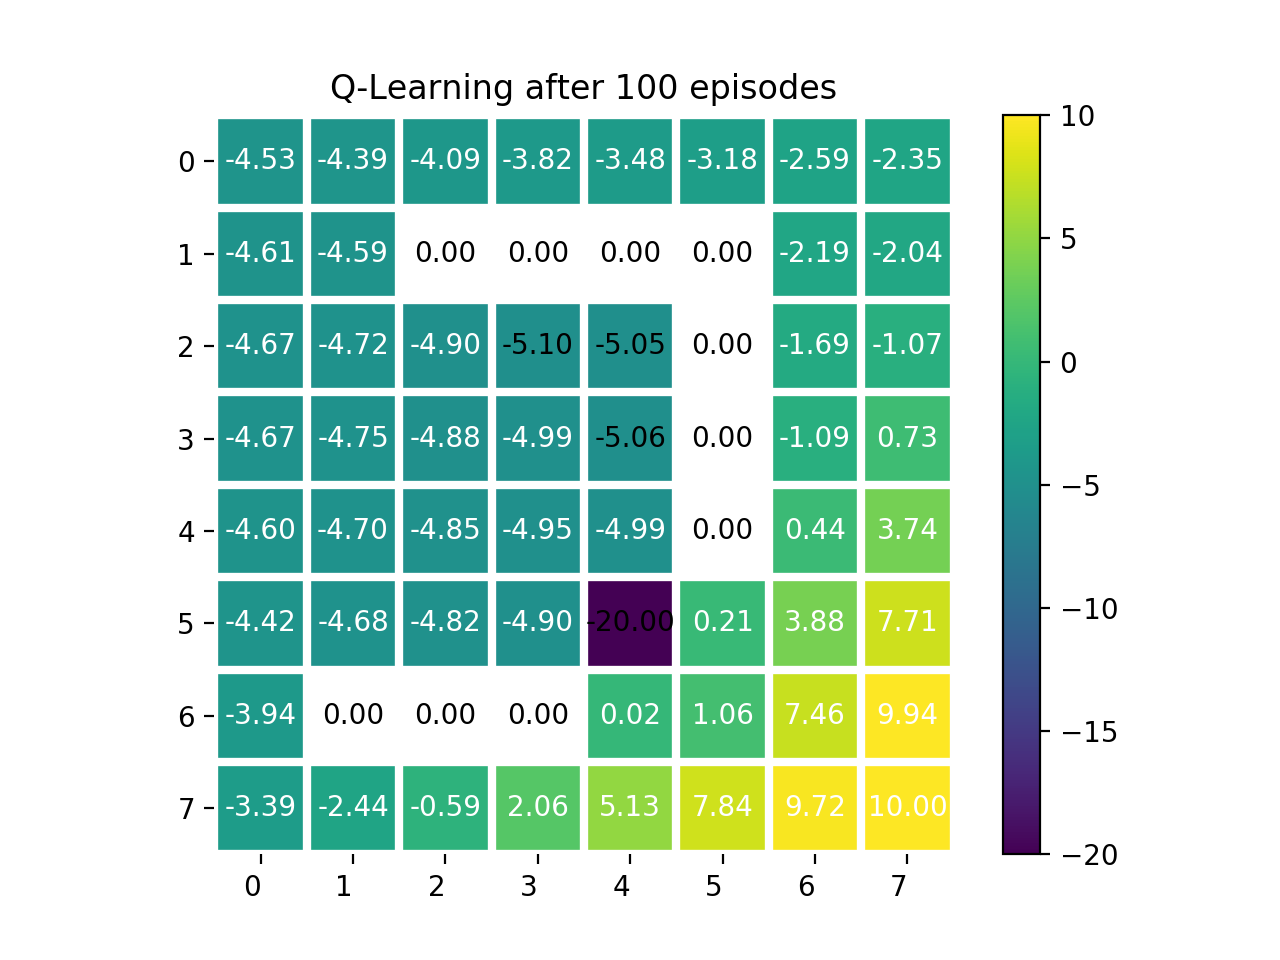 Q-Learning after 100 episodes
0 -4.53 -4.39 -4.09 -3.82 -3.48 -3.18 -2.59 -2.35
1 -4.61 -4.59 0.00 0.00 0.00 0.00 -2.19 -2.04
2 -4.67 -4.72 -4.90 -5.10 -5.05 0.00 -1.69 -1.07
3 -4.67 -4.75 -4.88 -4.99 -5.06 0.00 -1.09 0.73
4 -4.60 -4.70 -4.85 -4.95 -4.99 0.00 0.44 3.74
5 -4.42 -4.68 -4.82 -4.90 -20.00 0.21 3.88 7.71
6 -3.94 0.00 0.00 0.00 0.02 1.06 7.46 9.94
7 -3.39 -2.44 -0.59 2.06 5.13 7.84 9.72 10.00
0 1 2 3 4 5 6 7
10
5
0
−5
−10
−15
−20